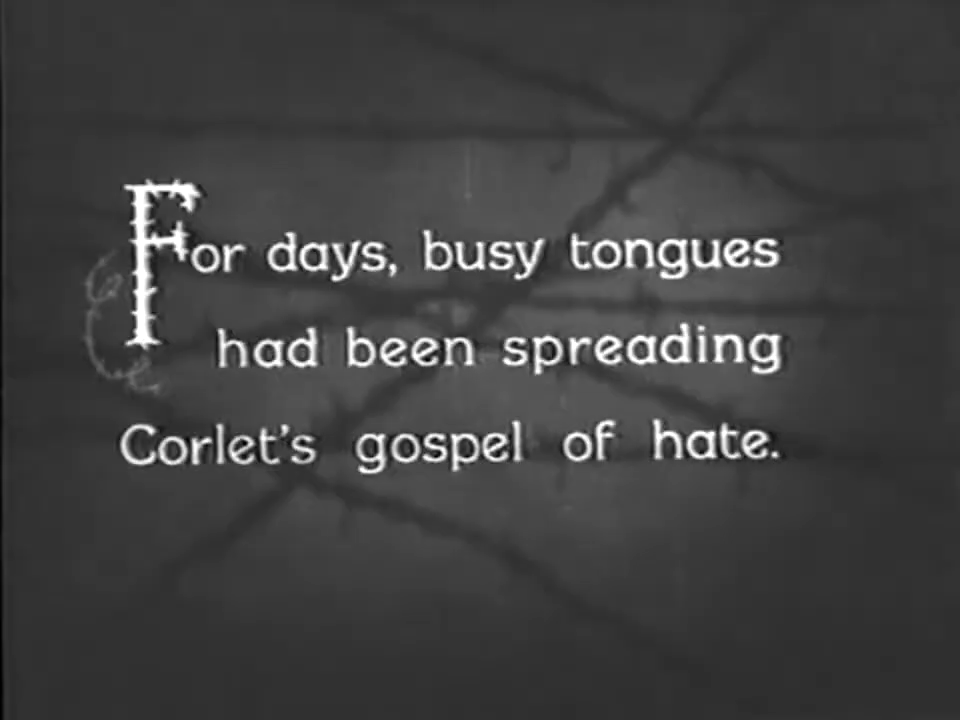 For days, busy tongues
had been spreading
Corlet's gospel of hate.